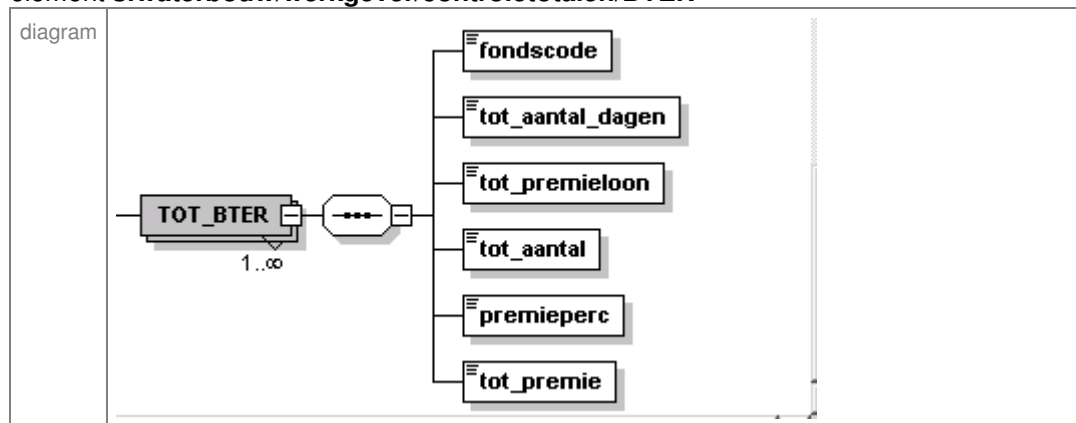 diagram
fondscode
tot_aantal_dagen
tot_premieloon
TOT_BTER
1..∞
tot_aantal
premieperc
tot_premie